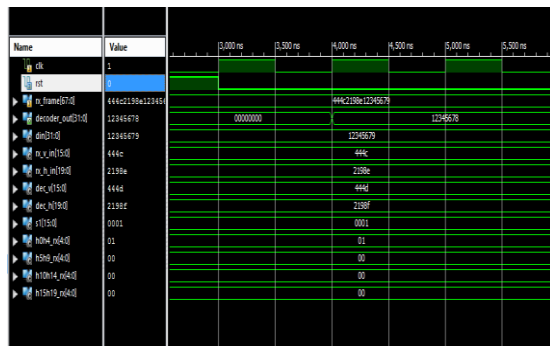 Name Value 3,000 ns 3,500 ns 4,000 ns 4,500 ns 5,000 ns 5,500 ns
clk 1
rst 0
rx_frame[67:0] 444c2198e123456 444c2198e12345679
decoder_out[31:0] 12345678 00000000 12345678
din[31:0] 12345679 12345679
rx_v_in[15:0] 444c 444c
rx_h_in[19:0] 2198e 2198e
dec_v[15:0] 444d 444d
dec_h[19:0] 2198f 2198f
s1[15:0] 0001 0001
h0h4_rx[4:0] 01 01
h5h9_rx[4:0] 00 00
h10h14_rx[4:0] 00 00
h15h19_rx[4:0] 00 00